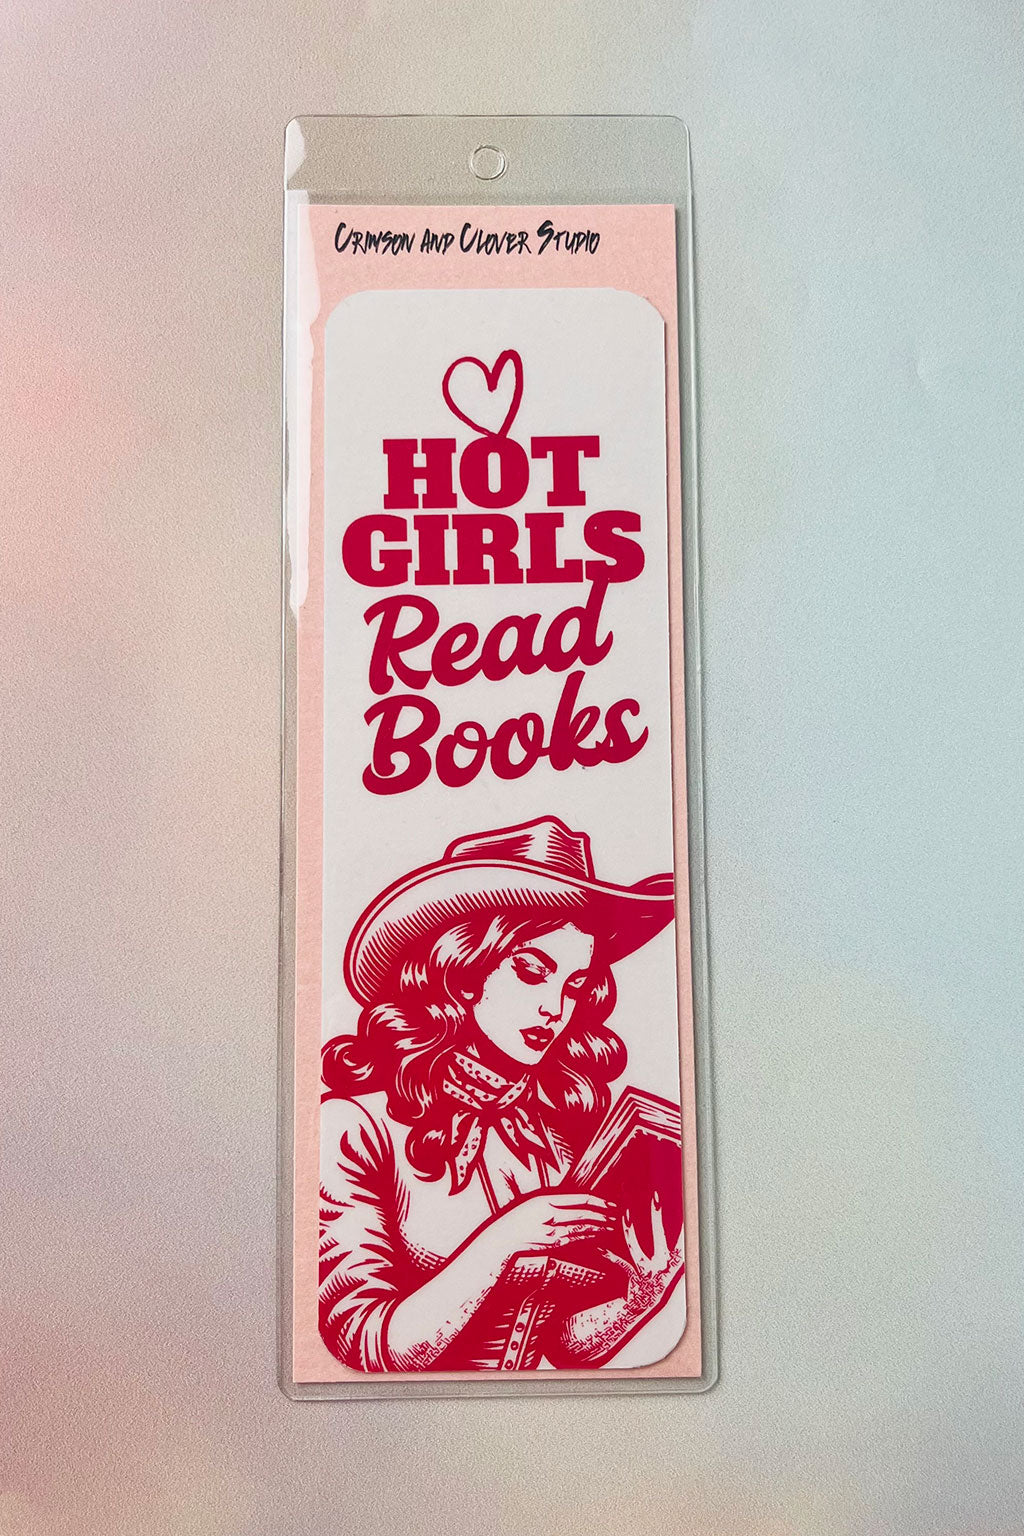 Crimson and Clover Studio
HOT
GIRLS
Read
Books